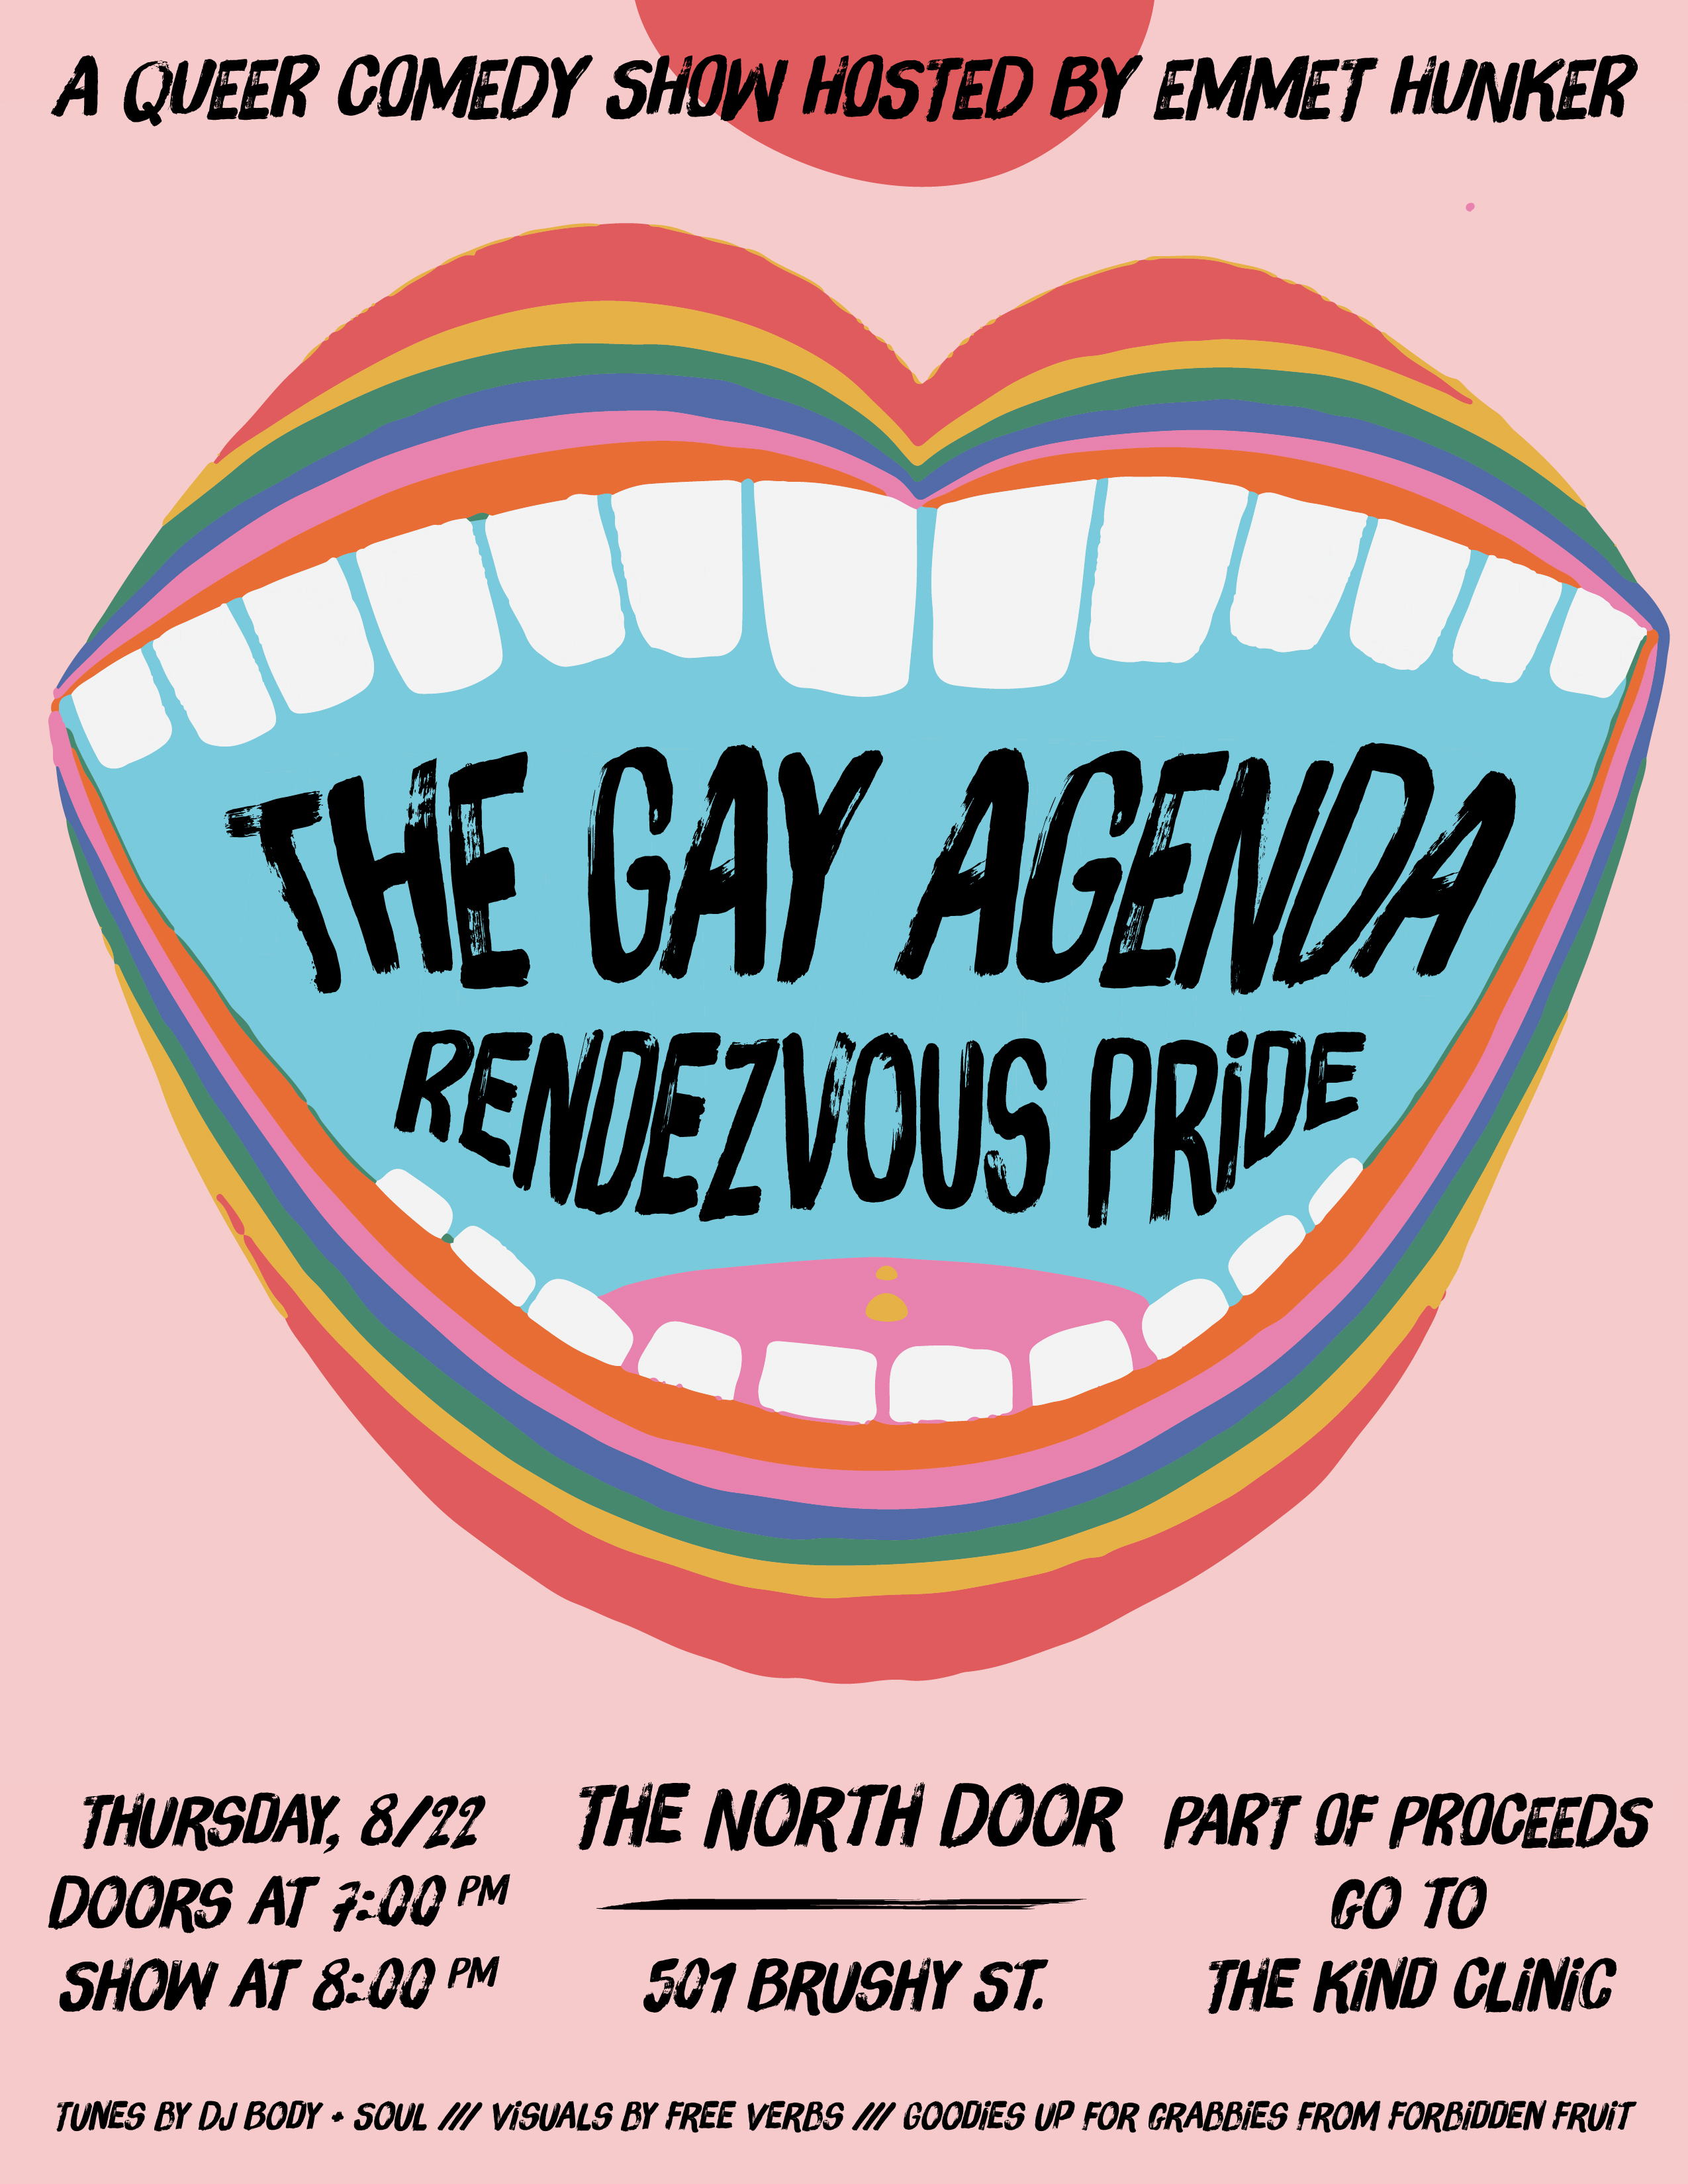 A QUEER COMEDY SHOW HOSTED BY EMMET HUNKER
THE GAY AGENDA
RENDEZVOUS PRIDE
THURSDAY, 8/22
DOORS AT 7:00 PM
SHOW AT 8:00 PM
THE NORTH DOOR
501 BRUSHY ST.
PART OF PROCEEDS
GO TO
THE KIND CLINIC
TUNES BY DJ BODY + SOUL /// VISUALS BY FREE VERBS /// GOODIES UP FOR GRABBIES FROM FORBIDDEN FRUIT